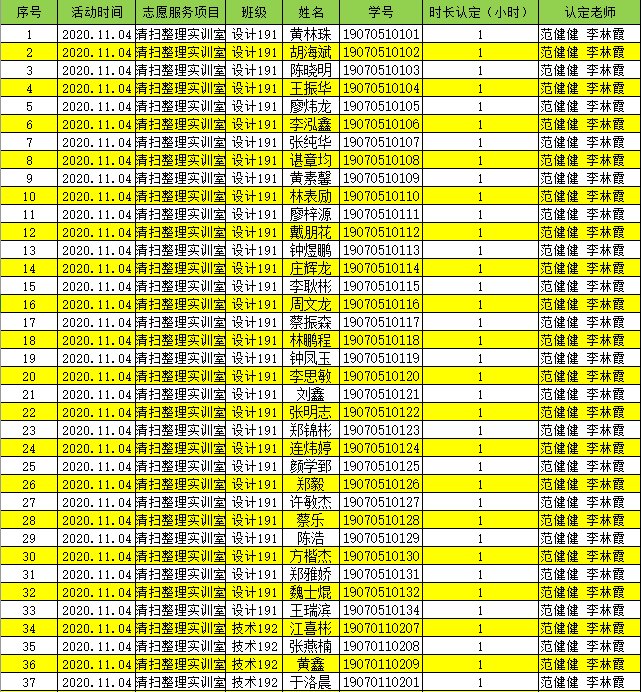 序号 活动时间 志愿服务项目 班级 姓名 学号 时长认定（小时） 认定老师
1 2020.11.04 清扫整理实训室 设计191 黄林珠 19070510101 1 范健健 李林霞
2 2020.11.04 清扫整理实训室 设计191 胡海斌 19070510102 1 范健健 李林霞
3 2020.11.04 清扫整理实训室 设计191 陈晓明 19070510103 1 范健健 李林霞
4 2020.11.04 清扫整理实训室 设计191 王振华 19070510104 1 范健健 李林霞
5 2020.11.04 清扫整理实训室 设计191 廖炜龙 19070510105 1 范健健 李林霞
6 2020.11.04 清扫整理实训室 设计191 李泓鑫 19070510106 1 范健健 李林霞
7 2020.11.04 清扫整理实训室 设计191 张纯华 19070510107 1 范健健 李林霞
8 2020.11.04 清扫整理实训室 设计191 谌章均 19070510108 1 范健健 李林霞
9 2020.11.04 清扫整理实训室 设计191 黄素馨 19070510109 1 范健健 李林霞
10 2020.11.04 清扫整理实训室 设计191 林表励 19070510110 1 范健健 李林霞
11 2020.11.04 清扫整理实训室 设计191 廖梓源 19070510111 1 范健健 李林霞
12 2020.11.04 清扫整理实训室 设计191 戴朋花 19070510112 1 范健健 李林霞
13 2020.11.04 清扫整理实训室 设计191 钟煜鹏 19070510113 1 范健健 李林霞
14 2020.11.04 清扫整理实训室 设计191 庄辉龙 19070510114 1 范健健 李林霞
15 2020.11.04 清扫整理实训室 设计191 李耿彬 19070510115 1 范健健 李林霞
16 2020.11.04 清扫整理实训室 设计191 周文龙 19070510116 1 范健健 李林霞
17 2020.11.04 清扫整理实训室 设计191 蔡振森 19070510117 1 范健健 李林霞
18 2020.11.04 清扫整理实训室 设计191 林鹏程 19070510118 1 范健健 李林霞
19 2020.11.04 清扫整理实训室 设计191 钟凤玉 19070510119 1 范健健 李林霞
20 2020.11.04 清扫整理实训室 设计191 李思敏 19070510120 1 范健健 李林霞
21 2020.11.04 清扫整理实训室 设计191 刘鑫 19070510121 1 范健健 李林霞
22 2020.11.04 清扫整理实训室 设计191 张明志 19070510122 1 范健健 李林霞
23 2020.11.04 清扫整理实训室 设计191 郑锦彬 19070510123 1 范健健 李林霞
24 2020.11.04 清扫整理实训室 设计191 连炜婷 19070510124 1 范健健 李林霞
25 2020.11.04 清扫整理实训室 设计191 颜学郅 19070510125 1 范健健 李林霞
26 2020.11.04 清扫整理实训室 设计191 郑毅 19070510126 1 范健健 李林霞
27 2020.11.04 清扫整理实训室 设计191 许敏杰 19070510127 1 范健健 李林霞
28 2020.11.04 清扫整理实训室 设计191 蔡乐 19070510128 1 范健健 李林霞
29 2020.11.04 清扫整理实训室 设计191 陈浩 19070510129 1 范健健 李林霞
30 2020.11.04 清扫整理实训室 设计191 方楷杰 19070510130 1 范健健 李林霞
31 2020.11.04 清扫整理实训室 设计191 郑雅娇 19070510131 1 范健健 李林霞
32 2020.11.04 清扫整理实训室 设计191 魏士焜 19070510132 1 范健健 李林霞
33 2020.11.04 清扫整理实训室 设计191 王瑞滨 19070510134 1 范健健 李林霞
34 2020.11.04 清扫整理实训室 技术192 江喜彬 19070110207 1 范健健 李林霞
35 2020.11.04 清扫整理实训室 技术192 张燕楠 19070110208 1 范健健 李林霞
36 2020.11.04 清扫整理实训室 技术192 黄鑫 19070110209 1 范健健 李林霞
37 2020.11.04 清扫整理实训室 技术192 于洛晨 19070110201 1 范健健 李林霞